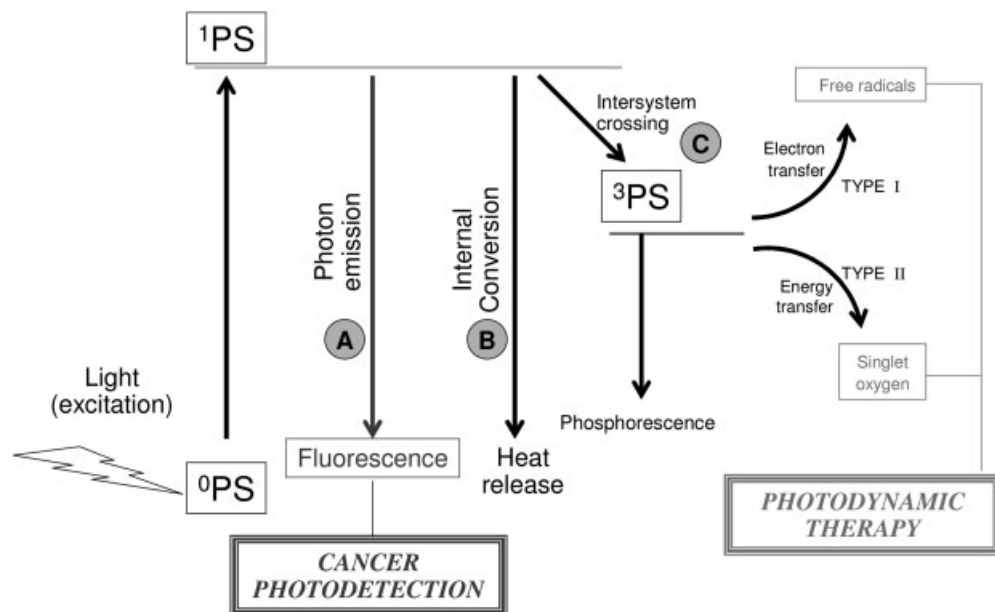 ¹PS
Intersystem
crossing
C
³PS
Free radicals
Electron
transfer
TYPE I
TYPE II
Energy
transfer
Photon
emission
Internal
Conversion
A
B
Singlet
oxygen
Light
(excitation)
Phosphorescence
⁰PS
Fluorescence
Heat
release
PHOTODYNAMIC
THERAPY
CANCER
PHOTODETECTION